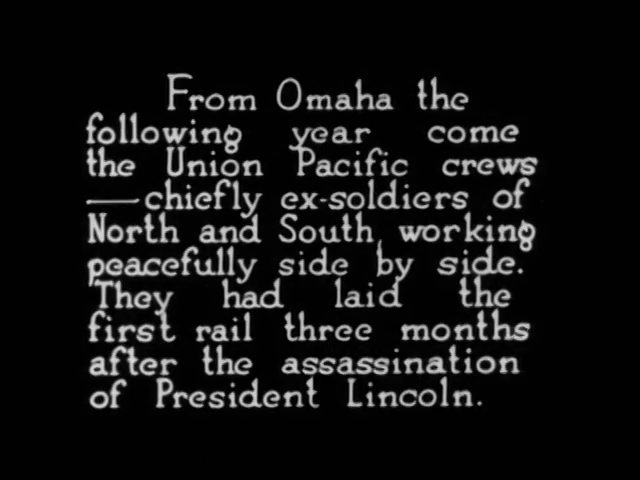 From Omaha the
following year come
the Union Pacific crews
—chiefly ex-soldiers of
North and South, working
peacefully side by side.
They had laid the
first rail three months
after the assassination
of President Lincoln.